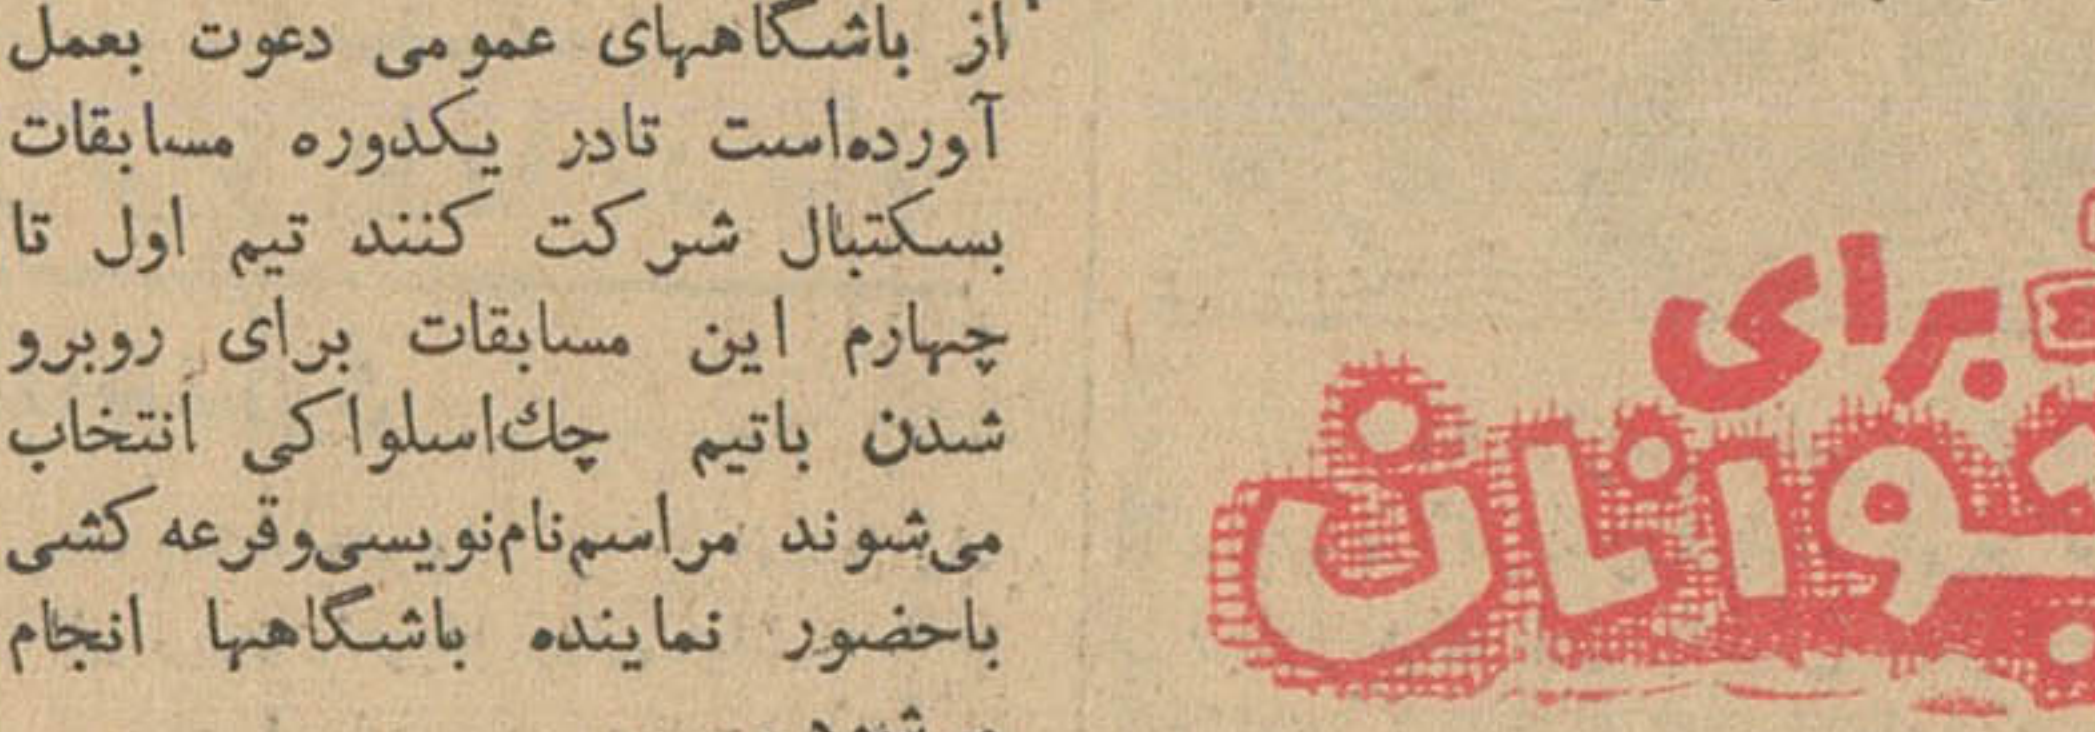 برای
جوانان
از باشگاههای عمومی دعوت بعمل
آورده‌است تادر یکدوره مسابقات
بسکتبال شرکت کنند تیم اول تا
چهارم این مسابقات برای روبرو
شدن باتیم چك‌اسلواکی انتخاب
می‌شوند مراسم‌نام‌نویسی‌وقرعه کشی
باحضور نماینده باشگاهها انجام